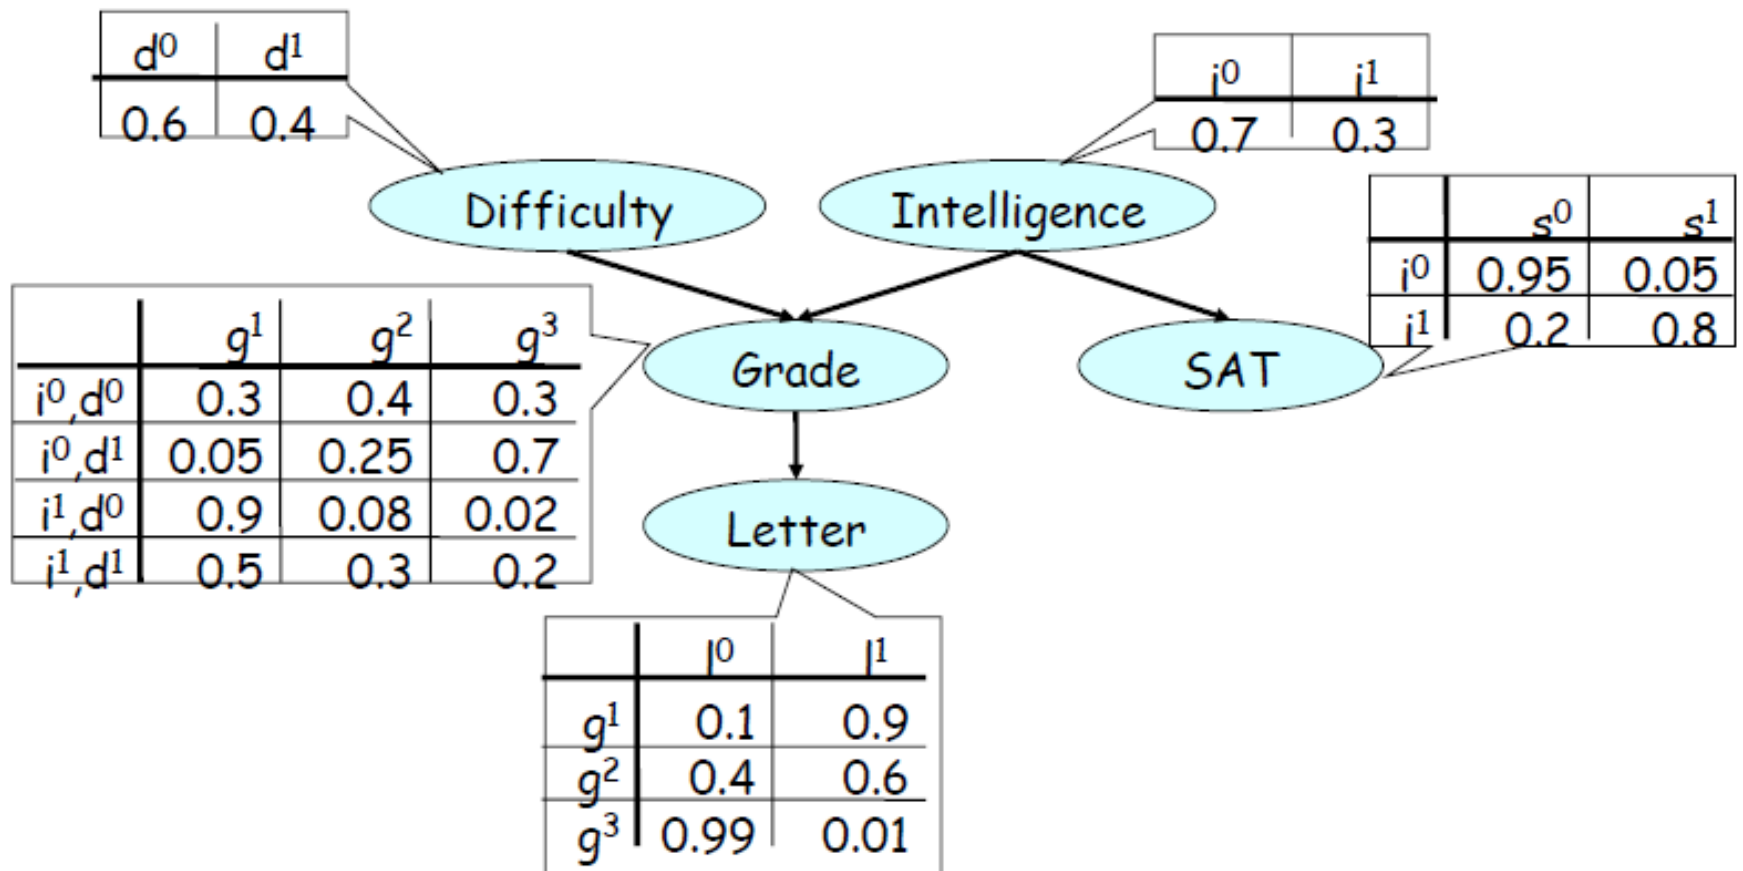 d⁰ d¹
0.6 0.4
i⁰ i¹
0.7 0.3
Difficulty
Intelligence
s⁰ s¹
i⁰ 0.95 0.05
i¹ 0.2 0.8
g¹ g² g³
i⁰,d⁰ 0.3 0.4 0.3
i⁰,d¹ 0.05 0.25 0.7
i¹,d⁰ 0.9 0.08 0.02
i¹,d¹ 0.5 0.3 0.2
Grade
SAT
Letter
l⁰ l¹
g¹ 0.1 0.9
g² 0.4 0.6
g³ 0.99 0.01